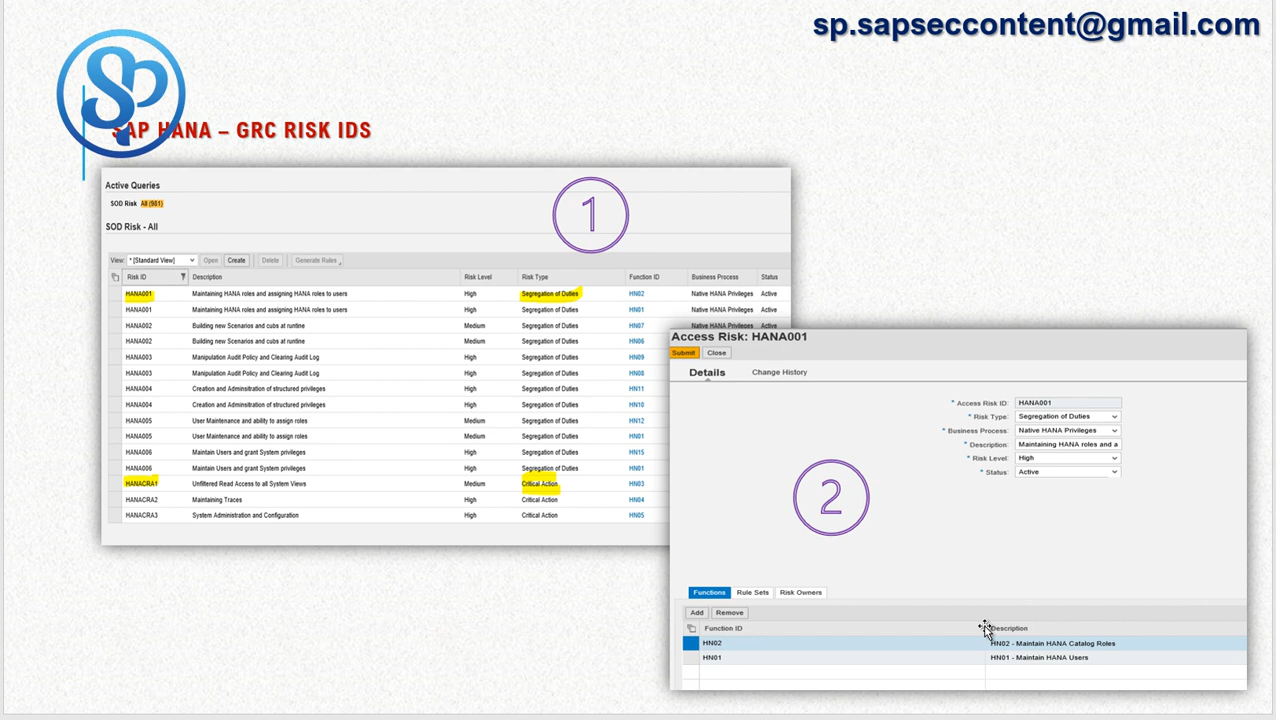 sp.sapseccontent@gmail.com
SP
SAP HANA – GRC RISK IDS
Active Queries
SOD Risk All (981)
SOD Risk - All
1
View: * [Standard View] Open Create Delete Generate Rules
Risk ID Description Risk Level Risk Type Function ID Business Process Status
HANA001 Maintaining HANA roles and assigning HANA roles to users High Segregation of Duties HN02 Native HANA Privileges Active
HANA001 Maintaining HANA roles and assigning HANA roles to users High Segregation of Duties HN01 Native HANA Privileges Active
HANA002 Building new Scenarios and cubs at runtime Medium Segregation of Duties HN07 Native HANA Privileges Active
HANA002 Building new Scenarios and cubs at runtime Medium Segregation of Duties HN06
HANA003 Manipulation Audit Policy and Clearing Audit Log High Segregation of Duties HN09
HANA003 Manipulation Audit Policy and Clearing Audit Log High Segregation of Duties HN08
HANA004 Creation and Adminsitration of structured privileges High Segregation of Duties HN11
HANA004 Creation and Adminsitration of structured privileges High Segregation of Duties HN10
HANA005 User Maintenance and ability to assign roles Medium Segregation of Duties HN12
HANA005 User Maintenance and ability to assign roles Medium Segregation of Duties HN01
HANA006 Maintain Users and grant System privileges High Segregation of Duties HN15
HANA006 Maintain Users and grant System privileges High Segregation of Duties HN01
HANACRA1 Unfiltered Read Access to all System Views Medium Critical Action HN03
HANACRA2 Maintaining Traces High Critical Action HN04
HANACRA3 System Administration and Configuration High Critical Action HN05
Access Risk: HANA001
Submit Close
Details Change History
* Access Risk ID: HANA001
* Risk Type: Segregation of Duties
* Business Process: Native HANA Privileges
* Description: Maintaining HANA roles and a
* Risk Level: High
* Status: Active
2
Functions Rule Sets Risk Owners
Add Remove
Function ID Description
HN02 HN02 - Maintain HANA Catalog Roles
HN01 HN01 - Maintain HANA Users